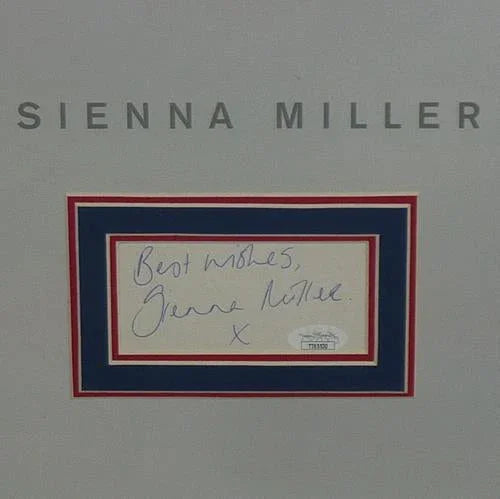 SIENNA MILLER
Best wishes,
Sienna Miller.
X